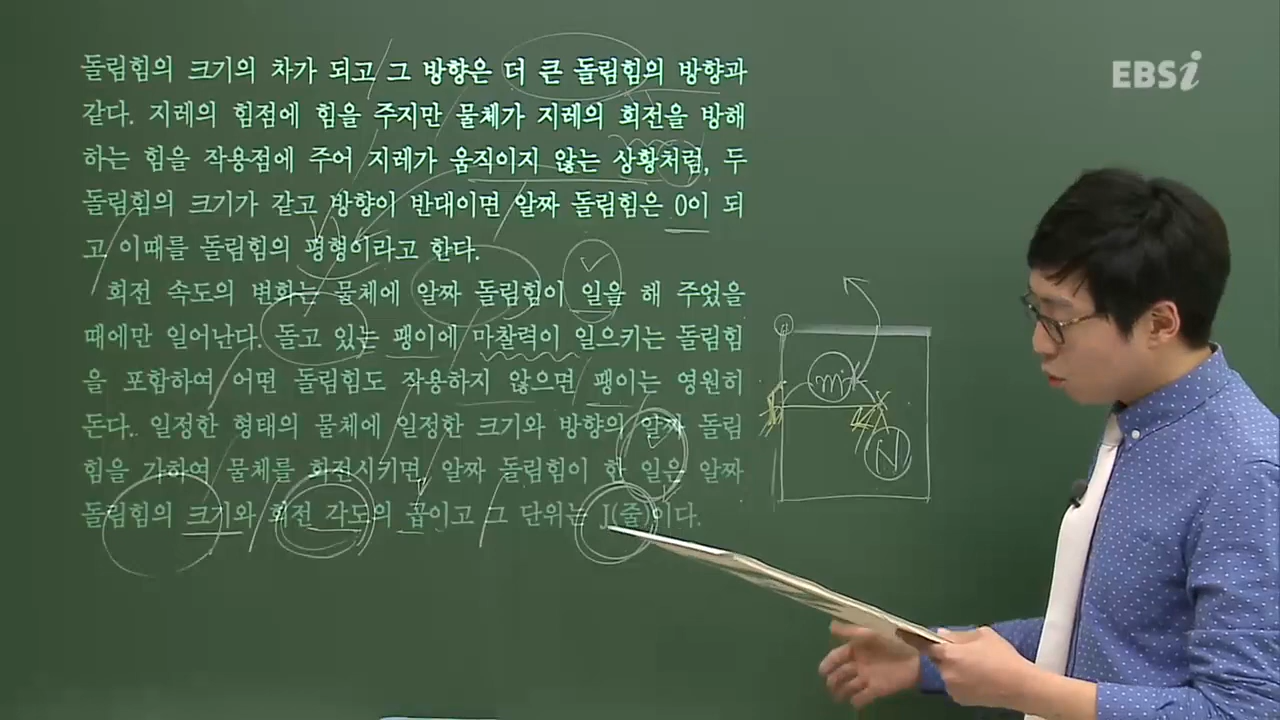 돌림힘의 크기의 차가 되고 그 방향은 더 큰 돌림힘의 방향과
같다. 지레의 힘점에 힘을 주지만 물체가 지레의 회전을 방해
하는 힘을 작용점에 주어 지레가 움직이지 않는 상황처럼, 두
돌림힘의 크기가 같고 방향이 반대이면 알짜 돌림힘은 0이 되
고 이때를 돌림힘의 평형이라고 한다.
회전 속도의 변화는 물체에 알짜 돌림힘이 일을 해 주었을
때에만 일어난다. 돌고 있는 팽이에 마찰력이 일으키는 돌림힘
을 포함하여 어떤 돌림힘도 작용하지 않으면 팽이는 영원히
돈다. 일정한 형태의 물체에 일정한 크기와 방향의 알짜 돌림
힘을 가하여 물체를 회전시키면, 알짜 돌림힘이 한 일은 알짜
돌림힘의 크기와 회전 각도의 곱이고 그 단위는 J(줄)이다.
EBSi
m
N